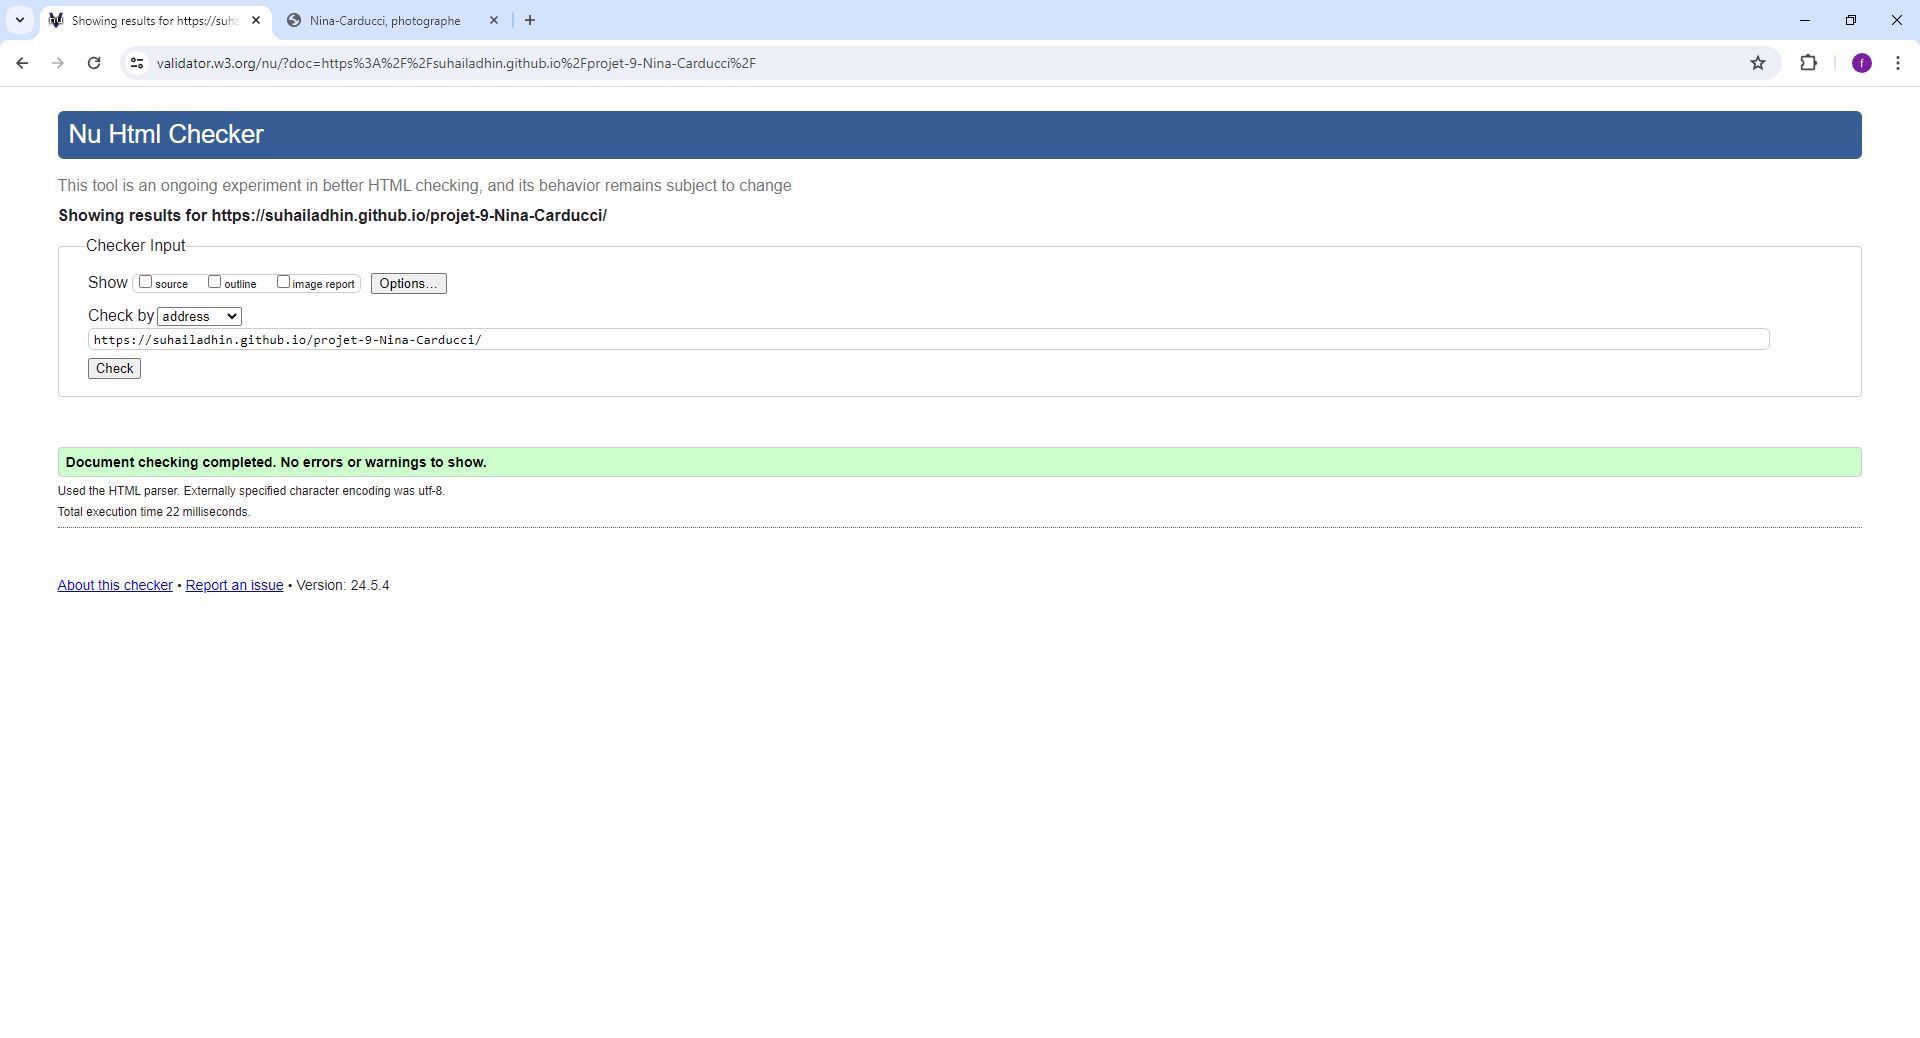 Showing results for https://suha
Nina-Carducci, photographe
validator.w3.org/nu/?doc=https%3A%2F%2Fsuhailadhin.github.io%2Fprojet-9-Nina-Carducci%2F
f
Nu Html Checker
This tool is an ongoing experiment in better HTML checking, and its behavior remains subject to change
Showing results for https://suhailadhin.github.io/projet-9-Nina-Carducci/
Checker Input
Show source outline image report Options...
Check by address
https://suhailadhin.github.io/projet-9-Nina-Carducci/
Check
Document checking completed. No errors or warnings to show.
Used the HTML parser. Externally specified character encoding was utf-8.
Total execution time 22 milliseconds.
About this checker • Report an issue • Version: 24.5.4